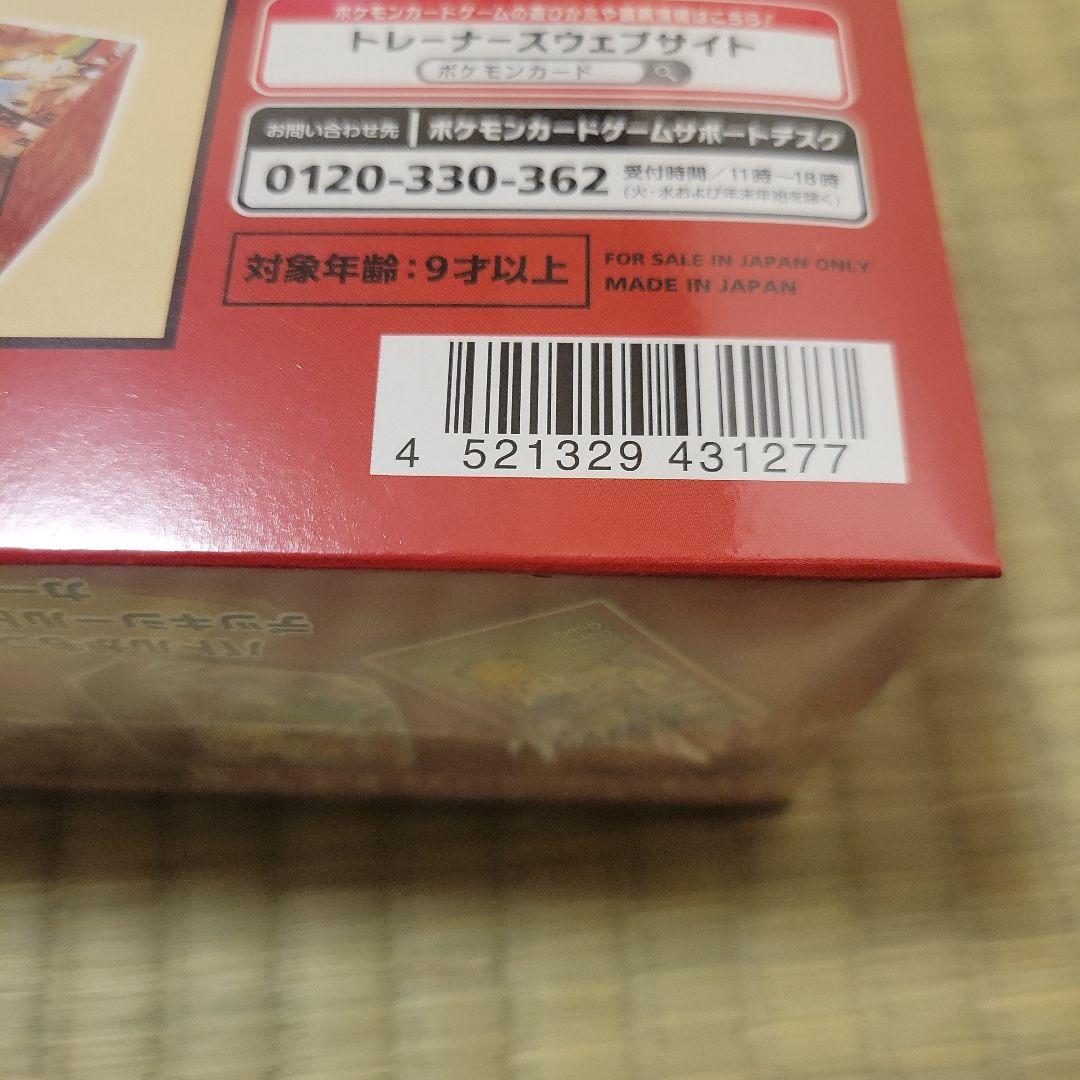 ポケモンカードゲームの遊びかたや最新情報はこちら!
トレーナーズウェブサイト
ポケモンカード
お問い合わせ先 ポケモンカードゲームサポートデスク
0120-330-362 受付時間/11時～18時
(火・水および年末年始を除く)
対象年齢:9才以上
FOR SALE IN JAPAN ONLY
MADE IN JAPAN
4 521329 431277